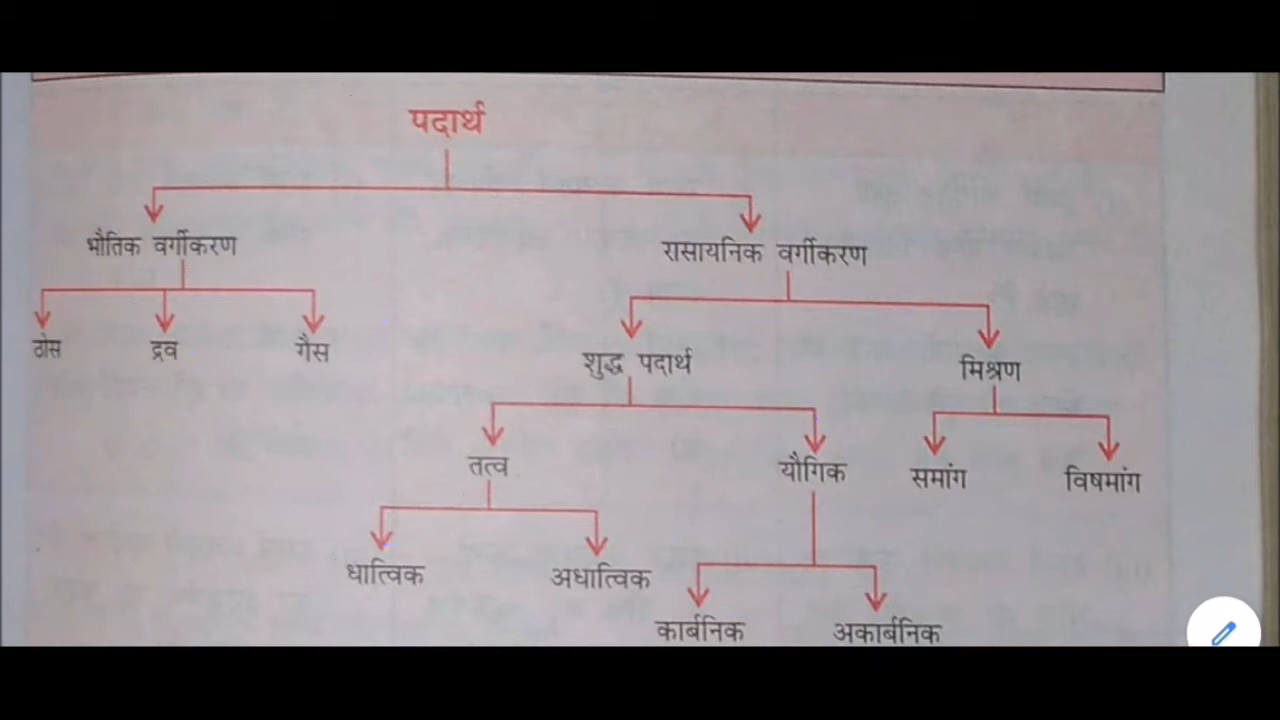 पदार्थ
भौतिक वर्गीकरण
रासायनिक वर्गीकरण
ठोस द्रव गैस
शुद्ध पदार्थ मिश्रण
तत्व यौगिक समांग विषमांग
धात्विक अधात्विक
कार्बनिक अकार्बनिक